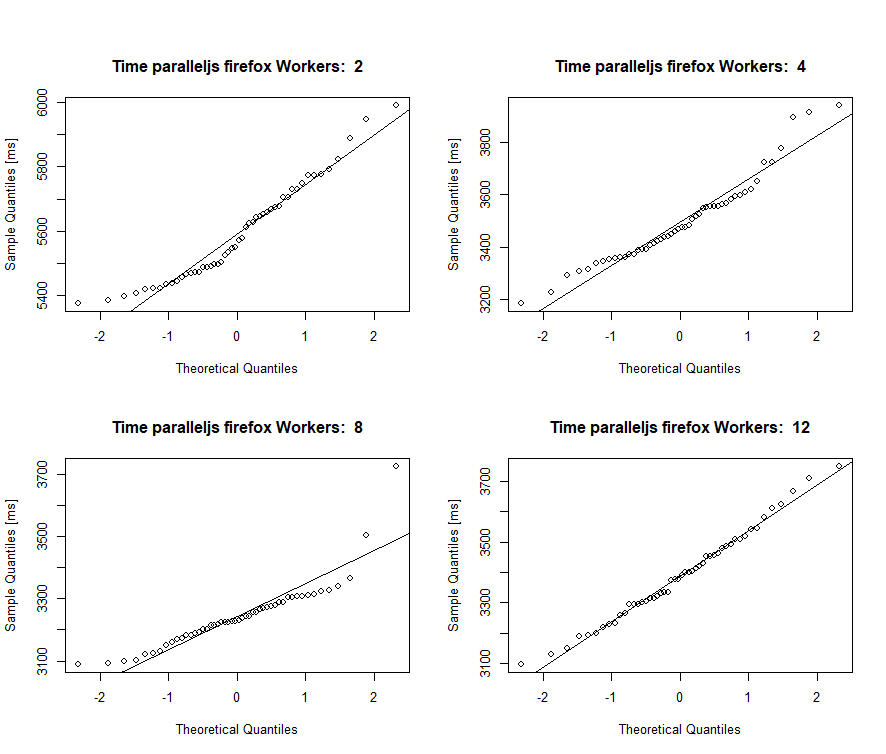 Time paralleljs firefox Workers:  2
Sample Quantiles [ms]
6000
5800
5600
5400
-2 -1 0 1 2
Theoretical Quantiles
Time paralleljs firefox Workers:  4
Sample Quantiles [ms]
3800
3600
3400
3200
-2 -1 0 1 2
Theoretical Quantiles
Time paralleljs firefox Workers:  8
Sample Quantiles [ms]
3700
3500
3300
3100
-2 -1 0 1 2
Theoretical Quantiles
Time paralleljs firefox Workers:  12
Sample Quantiles [ms]
3700
3500
3300
3100
-2 -1 0 1 2
Theoretical Quantiles